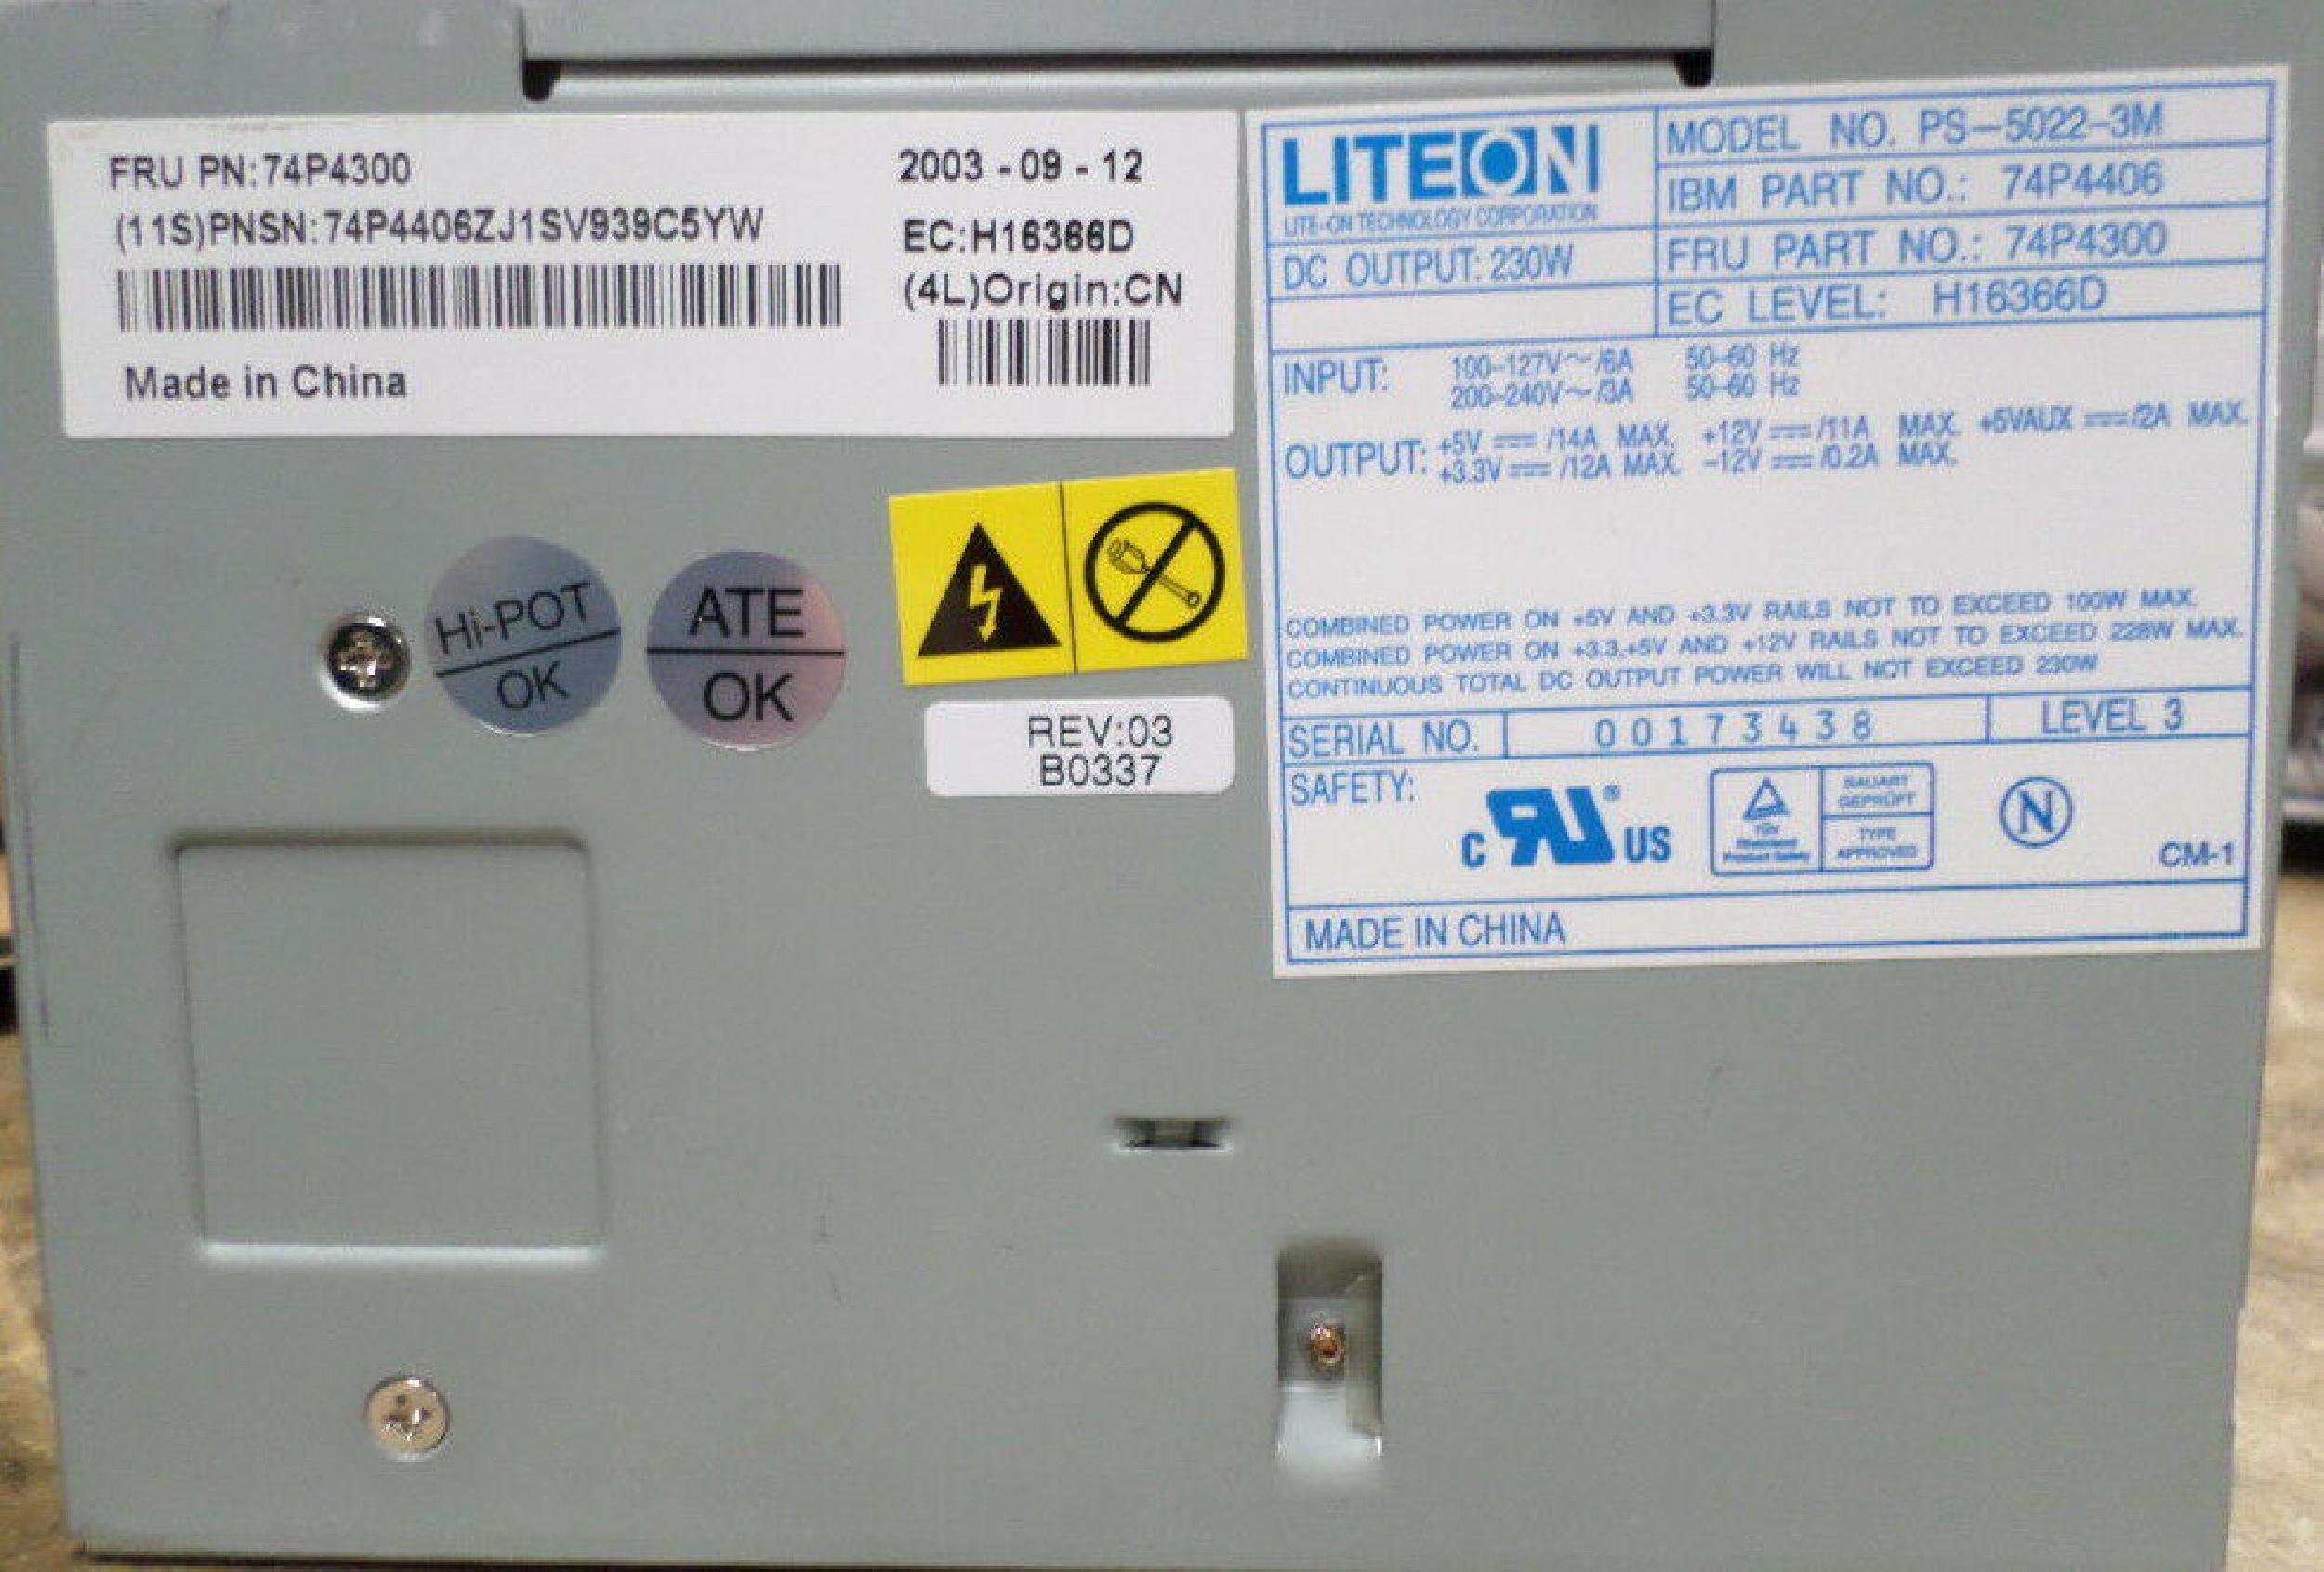 FRU PN:74P4300
(11S)PNSN:74P4406ZJ1SV939C5YW
Made in China
2003 - 09 - 12
EC:H16366D
(4L)Origin:CN
Hi-POT
OK
ATE
OK
REV:03
B0337
LITEON
LITE-ON TECHNOLOGY CORPORATION
DC OUTPUT: 230W
MODEL NO. PS-5022-3M
IBM PART NO.: 74P4406
FRU PART NO.: 74P4300
EC LEVEL: H16366D
INPUT: 100-127V~/6A 50-60 Hz
200-240V~/3A 50-60 Hz
OUTPUT: +5V ⎓ /14A MAX. +12V ⎓ /11A MAX. +5VAUX ⎓ /2A MAX.
+3.3V ⎓ /12A MAX. -12V ⎓ /0.2A MAX.
COMBINED POWER ON +5V AND +3.3V RAILS NOT TO EXCEED 100W MAX.
COMBINED POWER ON +3.3,+5V AND +12V RAILS NOT TO EXCEED 228W MAX.
CONTINUOUS TOTAL DC OUTPUT POWER WILL NOT EXCEED 230W
SERIAL NO. 00173438 LEVEL 3
SAFETY:
c RU ® US
TÜV
Rheinland
Product Safety
BAUART
GEPRÜFT
TYPE
APPROVED
N
CM-1
MADE IN CHINA